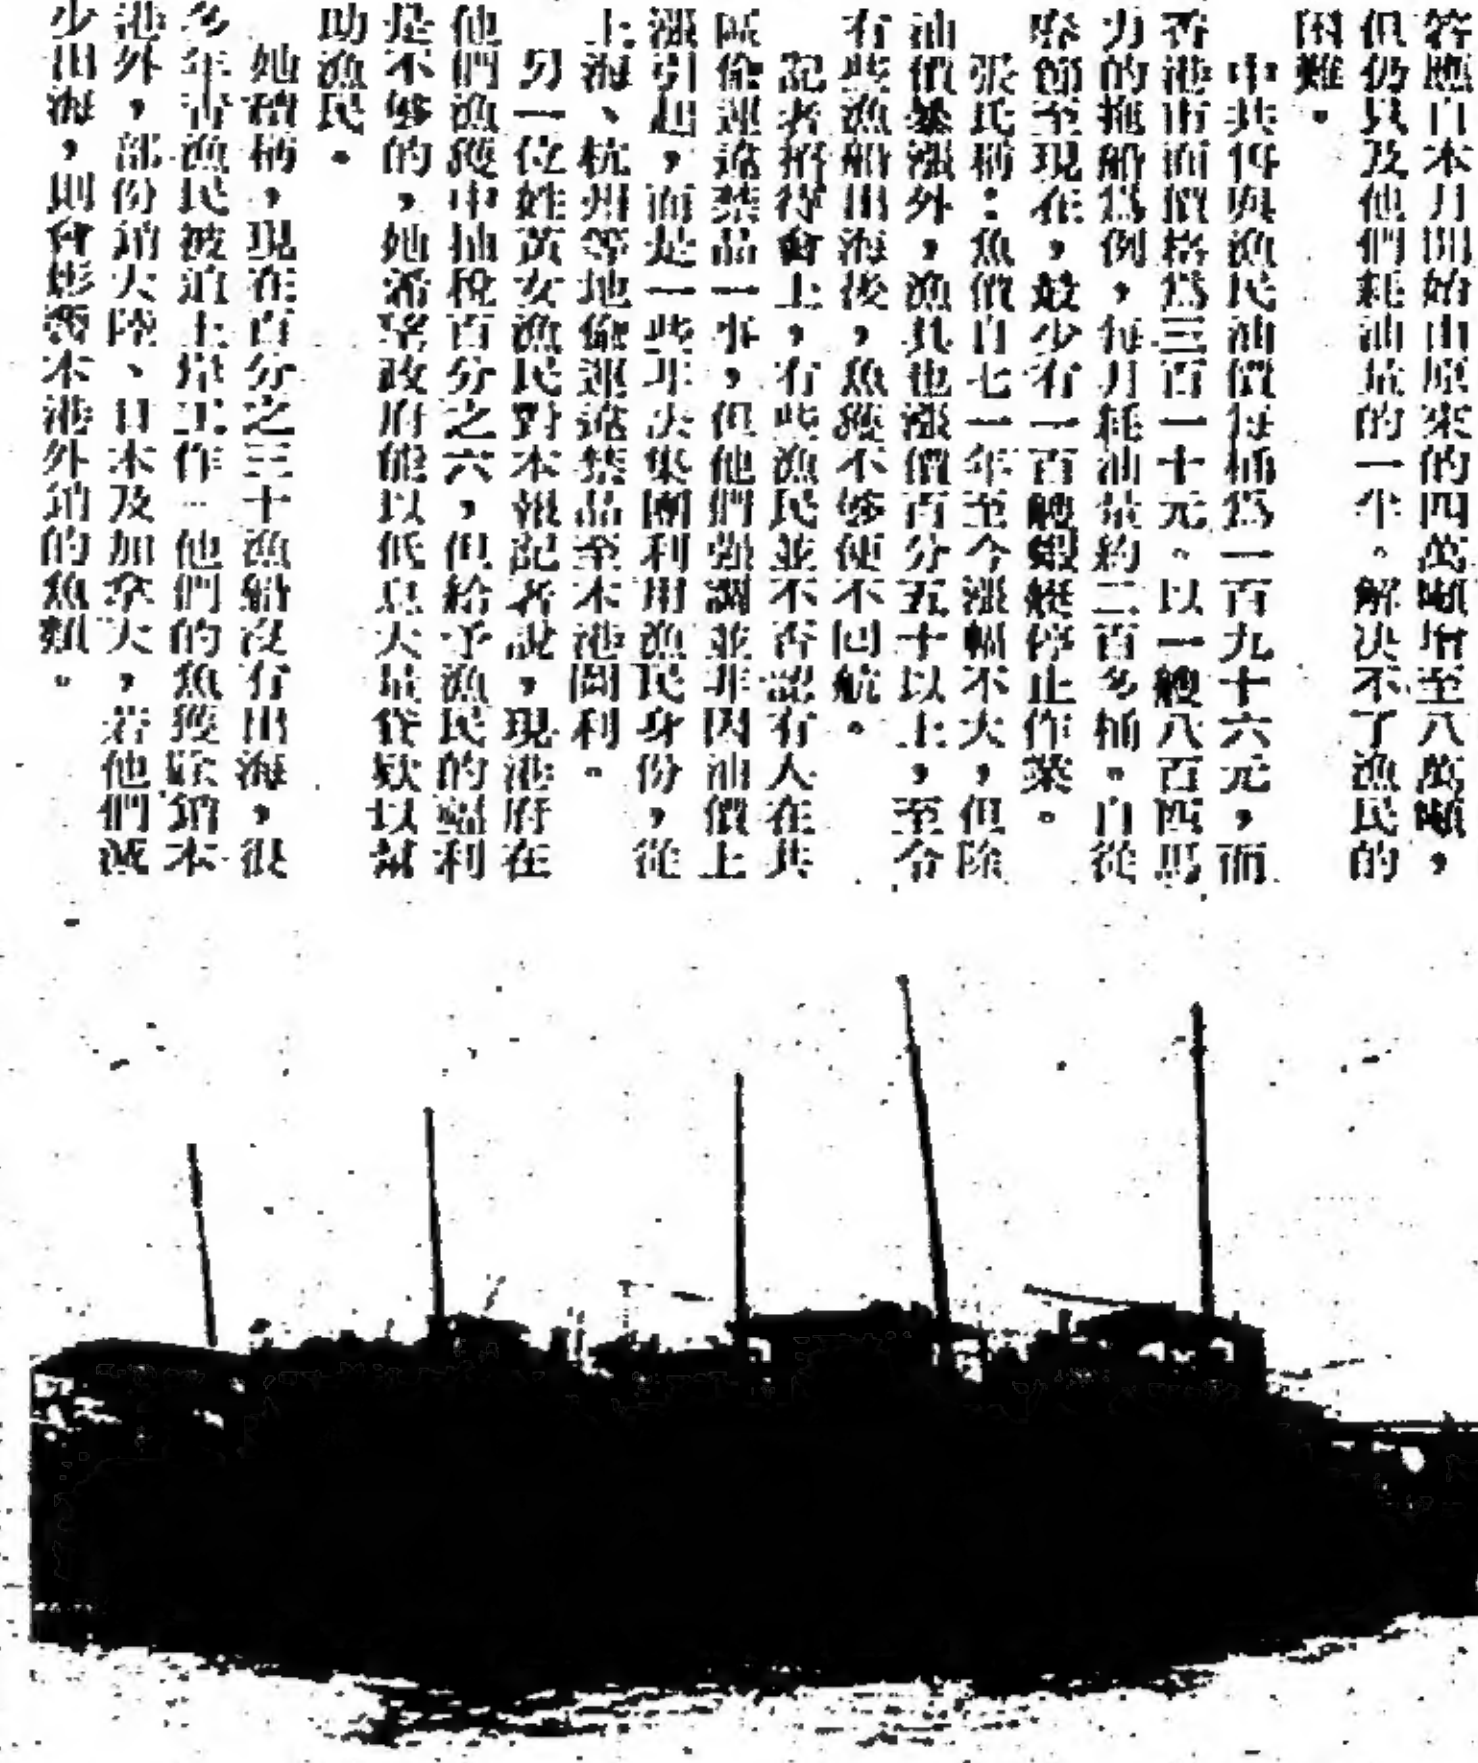 答應自本月開始由原來的四萬噸增至八萬噸，
但仍只及他們耗油量的一半。解決不了漁民的
困難。
中共售與漁民油價每桶爲一百九十六元，而
香港市面價格爲三百一十元。以一艘八百匹馬
力的拖船爲例，每月耗油量約二百多桶。自從
春節至現在，最少有一百艘蝦艇停止作業。
張氏稱：魚價自七一年至今漲幅不大，但除
油價暴漲外，漁具也漲價百分五十以上，至令
有些漁船出海後，魚獲不夠便不回航。
記者招待會上，有些漁民並不否認有人在共
區偷運違禁品一事，但他們強調並非因油價上
漲引起，而是一些非法集團利用漁民身份，從
上海、杭州等地偷運違禁品至本港圖利。
另一位姓黃女漁民對本報記者說，現港府在
他們漁獲中抽稅百分之六，但給予漁民的福利
是不夠的，她希望政府能以低息大量貸款以幫
助漁民。
她續稱，現在百分之三十漁船沒有出海，很
多年青漁民被迫上岸工作…他們的魚獲除銷本
港外，部份銷大陸、日本及加拿大，若他們減
少出海，則會影響本港外銷的魚類。